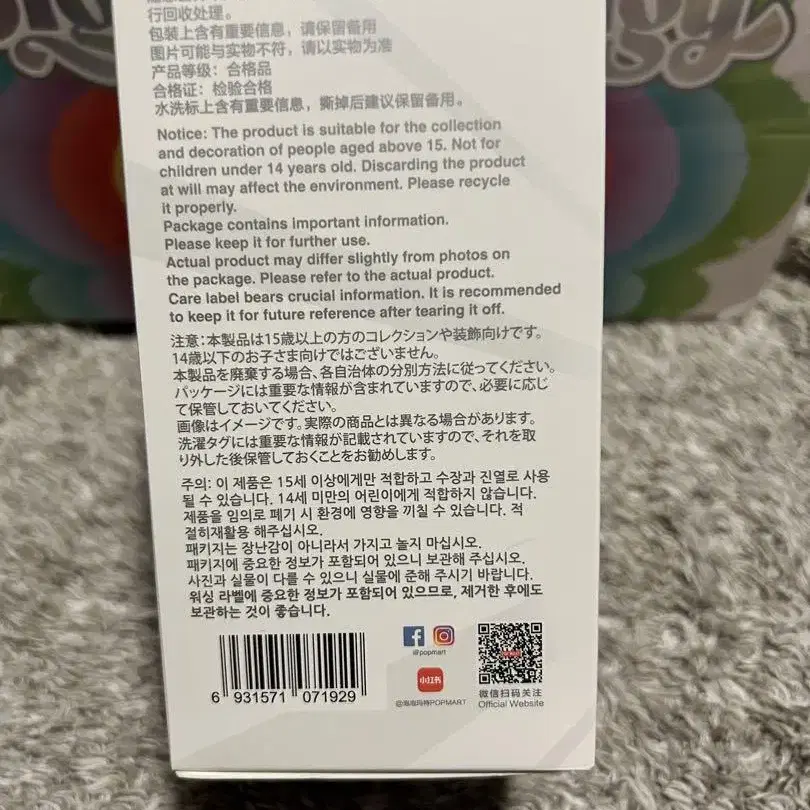 行回收处理。
包装上含有重要信息，请保留备用
图片可能与实物不符，请以实物为准
产品等级：合格品
合格证：检验合格
水洗标上含有重要信息，撕掉后建议保留备用。
Notice: The product is suitable for the collection
and decoration of people aged above 15. Not for
children under 14 years old. Discarding the product
at will may affect the environment. Please recycle
it properly.
Package contains important information.
Please keep it for further use.
Actual product may differ slightly from photos on
the package. Please refer to the actual product.
Care label bears crucial information. It is recommended
to keep it for future reference after tearing it off.
注意：本製品は15歳以上の方のコレクションや装飾向けです。
14歳以下のお子さま向けではございません。
本製品を廃棄する場合、各自治体の分別方法に従ってください。
パッケージには重要な情報が含まれていますので、必要に応じ
て保管しておいてください。
画像はイメージです。実際の商品とは異なる場合があります。
洗濯タグには重要な情報が記載されていますので、それを取
り外した後保管しておくことをお勧めします。
주의: 이 제품은 15세 이상에게만 적합하고 수장과 진열로 사용
될 수 있습니다. 14세 미만의 어린이에게 적합하지 않습니다.
제품을 임의로 폐기 시 환경에 영향을 끼칠 수 있습니다. 적
절히재활용 해주십시오.
패키지는 장난감이 아니라서 가지고 놀지 마십시오.
패키지에 중요한 정보가 포함되어 있으니 보관해 주십시오.
사진과 실물이 다를 수 있으니 실물에 준해 주시기 바랍니다.
워싱 라벨에 중요한 정보가 포함되어 있으므로, 제거한 후에도
보관하는 것이 좋습니다.
@popmart
小红书
@泡泡玛特POPMART
微信扫码关注
Official Website
6 931571 071929